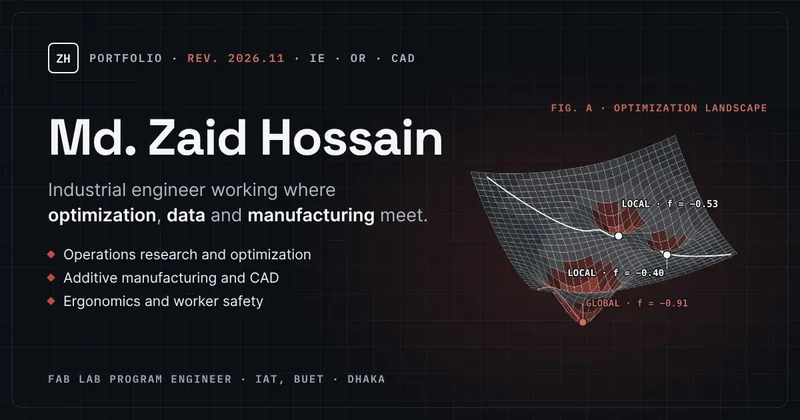 ZH PORTFOLIO · REV. 2026.11 · IE · OR · CAD
FIG. A · OPTIMIZATION LANDSCAPE
Md. Zaid Hossain
Industrial engineer working where
optimization, data and manufacturing meet.
Operations research and optimization
Additive manufacturing and CAD
Ergonomics and worker safety
LOCAL · f = −0.53
LOCAL · f = −0.40
GLOBAL · f = −0.91
FAB LAB PROGRAM ENGINEER · IAT, BUET · DHAKA